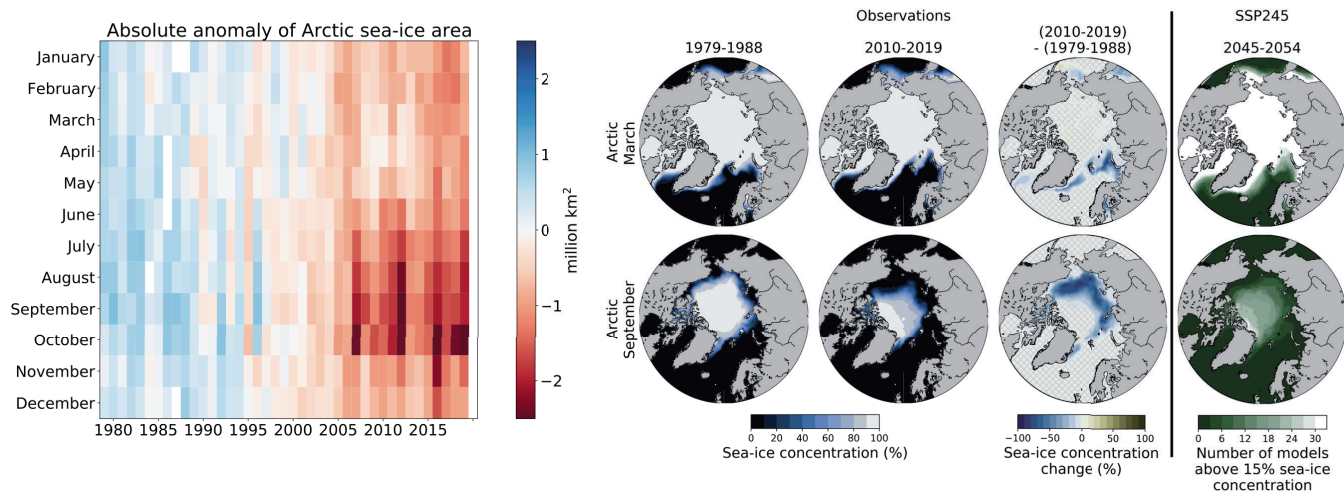 Absolute anomaly of Arctic sea-ice area
January
February
March
April
May
June
July
August
September
October
November
December
1980 1985 1990 1995 2000 2005 2010 2015
2
1
0
−1
−2
million km²
Observations
SSP245
1979-1988
2010-2019
(2010-2019)
- (1979-1988)
2045-2054
Arctic
March
Arctic
September
0 20 40 60 80 100
Sea-ice concentration (%)
−100 −50 0 50 100
Sea-ice concentration
change (%)
0 6 12 18 24 30
Number of models
above 15% sea-ice
concentration